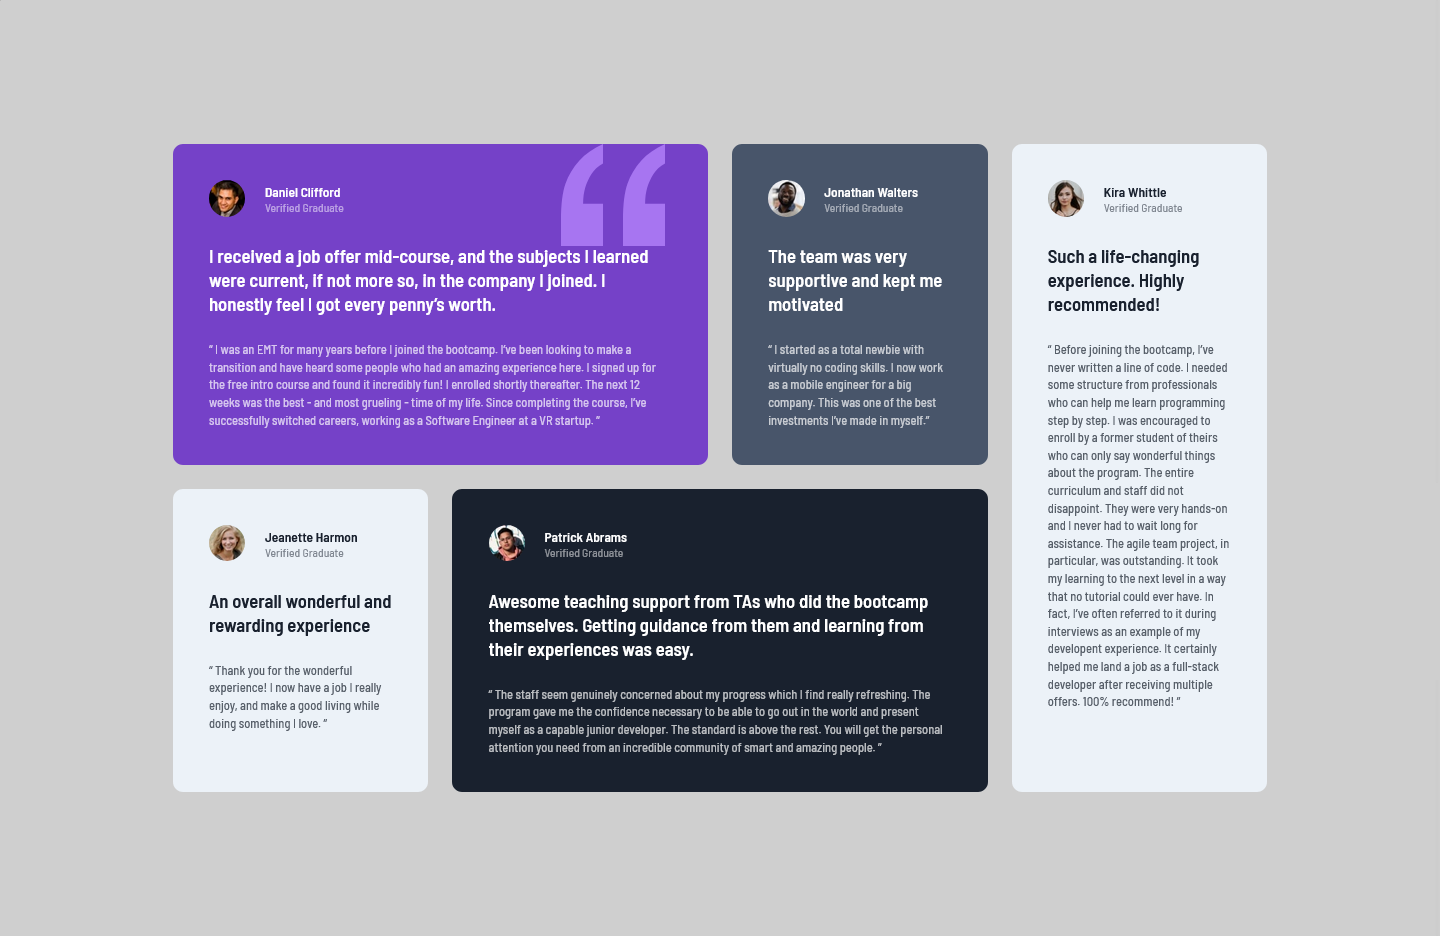 Daniel Clifford
Verified Graduate
I received a job offer mid-course, and the subjects I learned
were current, if not more so, in the company I joined. I
honestly feel I got every penny’s worth.
“ I was an EMT for many years before I joined the bootcamp. I’ve been looking to make a
transition and have heard some people who had an amazing experience here. I signed up for
the free intro course and found it incredibly fun! I enrolled shortly thereafter. The next 12
weeks was the best - and most grueling - time of my life. Since completing the course, I’ve
successfully switched careers, working as a Software Engineer at a VR startup. ”
Jonathan Walters
Verified Graduate
The team was very
supportive and kept me
motivated
“ I started as a total newbie with
virtually no coding skills. I now work
as a mobile engineer for a big
company. This was one of the best
investments I’ve made in myself.”
Kira Whittle
Verified Graduate
Such a life-changing
experience. Highly
recommended!
“ Before joining the bootcamp, I’ve
never written a line of code. I needed
some structure from professionals
who can help me learn programming
step by step. I was encouraged to
enroll by a former student of theirs
who can only say wonderful things
about the program. The entire
curriculum and staff did not
disappoint. They were very hands-on
and I never had to wait long for
assistance. The agile team project, in
particular, was outstanding. It took
my learning to the next level in a way
that no tutorial could ever have. In
fact, I’ve often referred to it during
interviews as an example of my
developent experience. It certainly
helped me land a job as a full-stack
developer after receiving multiple
offers. 100% recommend! ”
Jeanette Harmon
Verified Graduate
An overall wonderful and
rewarding experience
“ Thank you for the wonderful
experience! I now have a job I really
enjoy, and make a good living while
doing something I love. ”
Patrick Abrams
Verified Graduate
Awesome teaching support from TAs who did the bootcamp
themselves. Getting guidance from them and learning from
their experiences was easy.
“ The staff seem genuinely concerned about my progress which I find really refreshing. The
program gave me the confidence necessary to be able to go out in the world and present
myself as a capable junior developer. The standard is above the rest. You will get the personal
attention you need from an incredible community of smart and amazing people. ”